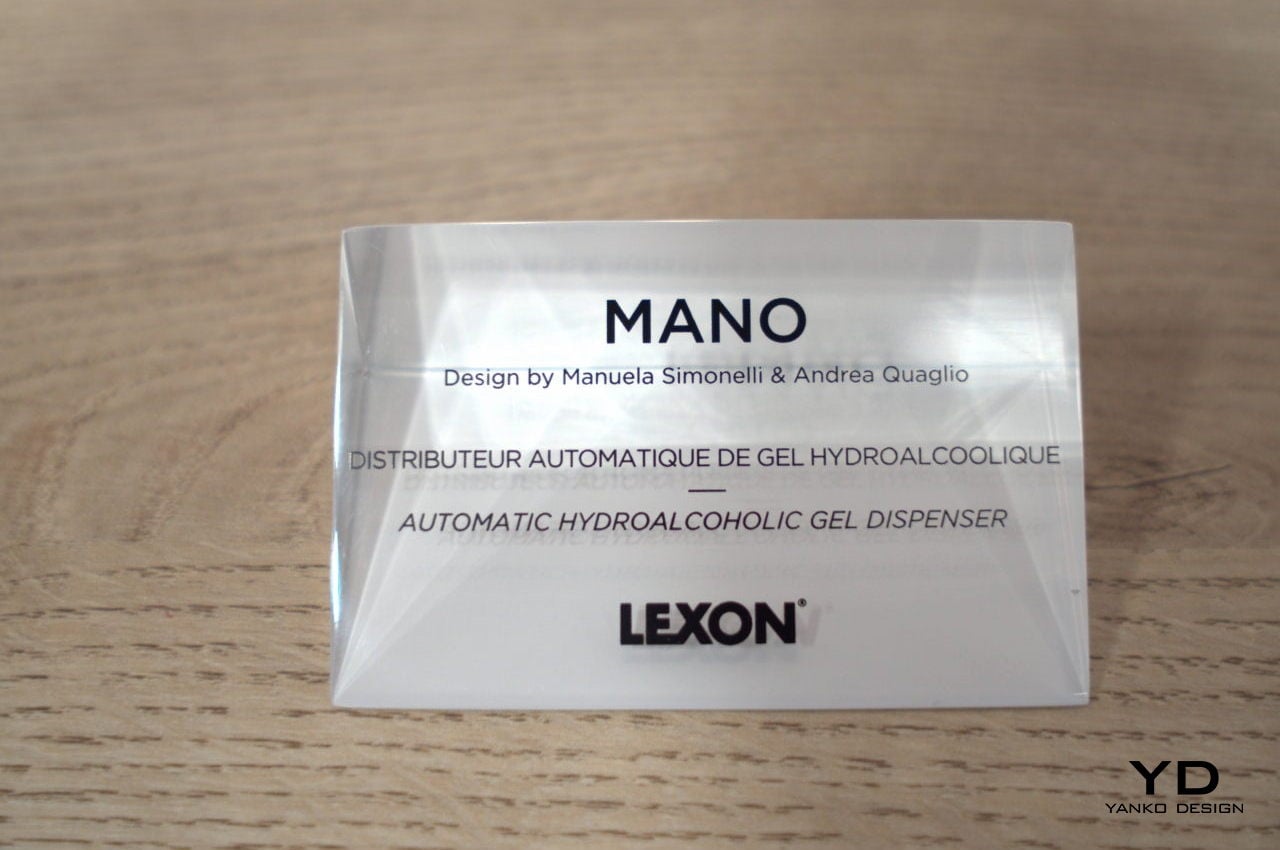 MANO
Design by Manuela Simonelli & Andrea Quaglio
DISTRIBUTEUR AUTOMATIQUE DE GEL HYDROALCOOLIQUE
—
AUTOMATIC HYDROALCOHOLIC GEL DISPENSER
LEXON®
YD
YANKO DESIGN